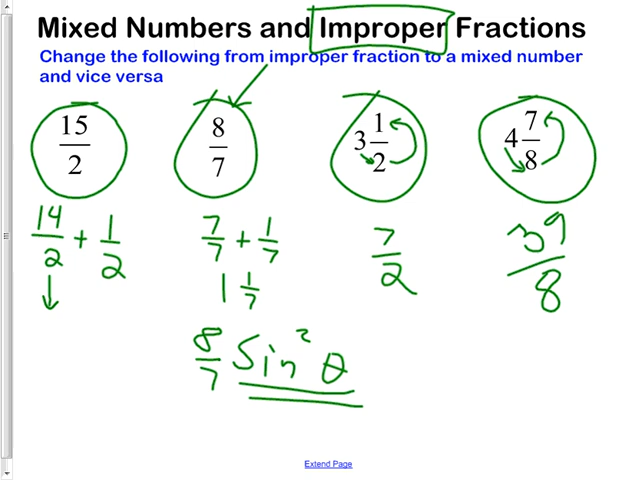 Mixed Numbers and Improper Fractions
Change the following from improper fraction to a mixed number
and vice versa
15/2 8/7 3 1/2 4 7/8
14/2 + 1/2 7/7 + 1/7 7/2 39/8
1 1/7
8/7 Sin² θ
Extend Page